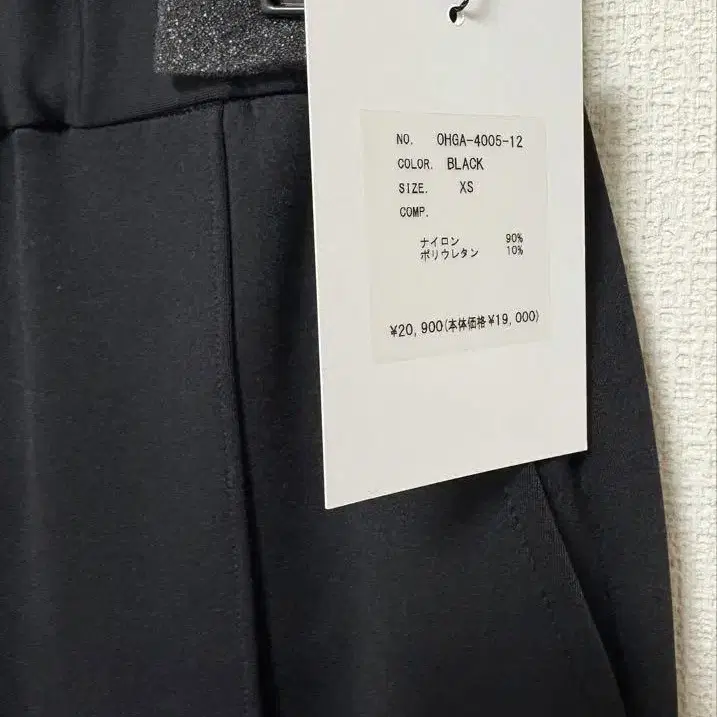 NO. OHGA-4005-12
COLOR. BLACK
SIZE. XS
COMP.
ナイロン 90%
ポリウレタン 10%
¥20,900(本体価格¥19,000)